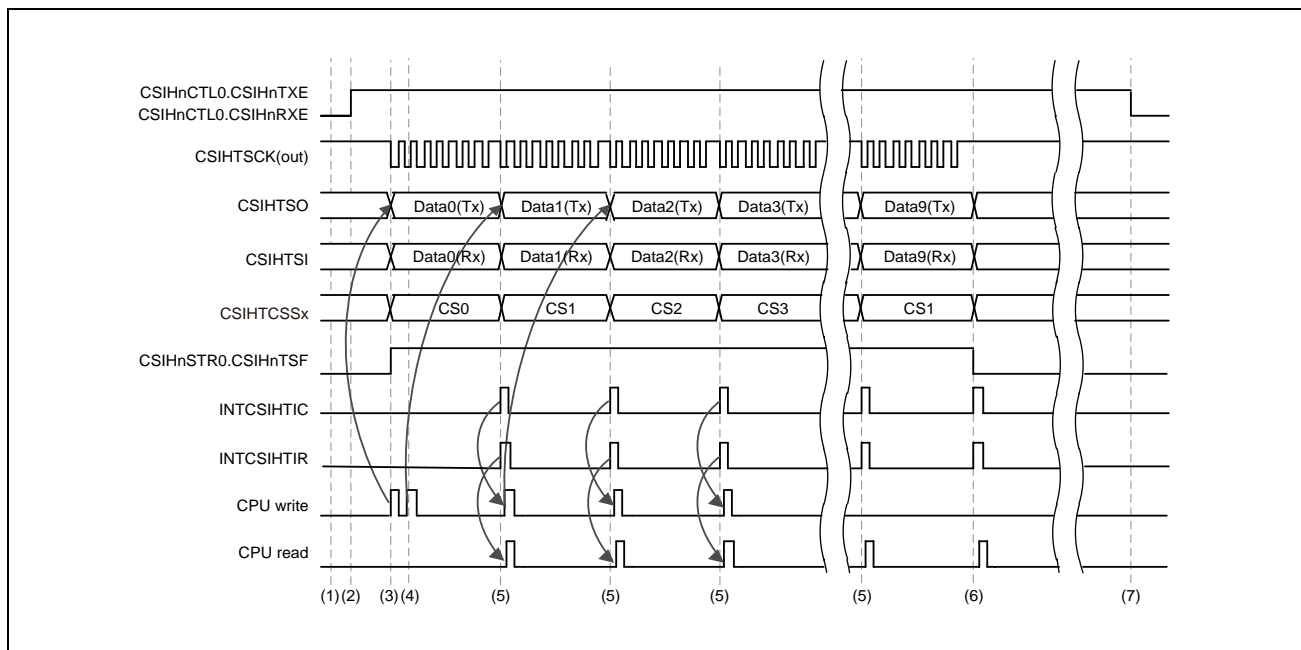 CSIHnCTL0.CSIHnTXE
CSIHnCTL0.CSIHnRXE
CSIHTSCK(out)
CSIHTSO Data0(Tx) Data1(Tx) Data2(Tx) Data3(Tx) Data9(Tx)
CSIHTSI Data0(Rx) Data1(Rx) Data2(Rx) Data3(Rx) Data9(Rx)
CSIHTCSSx CS0 CS1 CS2 CS3 CS1
CSIHnSTR0.CSIHnTSF
INTCSIHTIC
INTCSIHTIR
CPU write
CPU read
(1) (2) (3) (4) (5) (5) (5) (5) (6) (7)